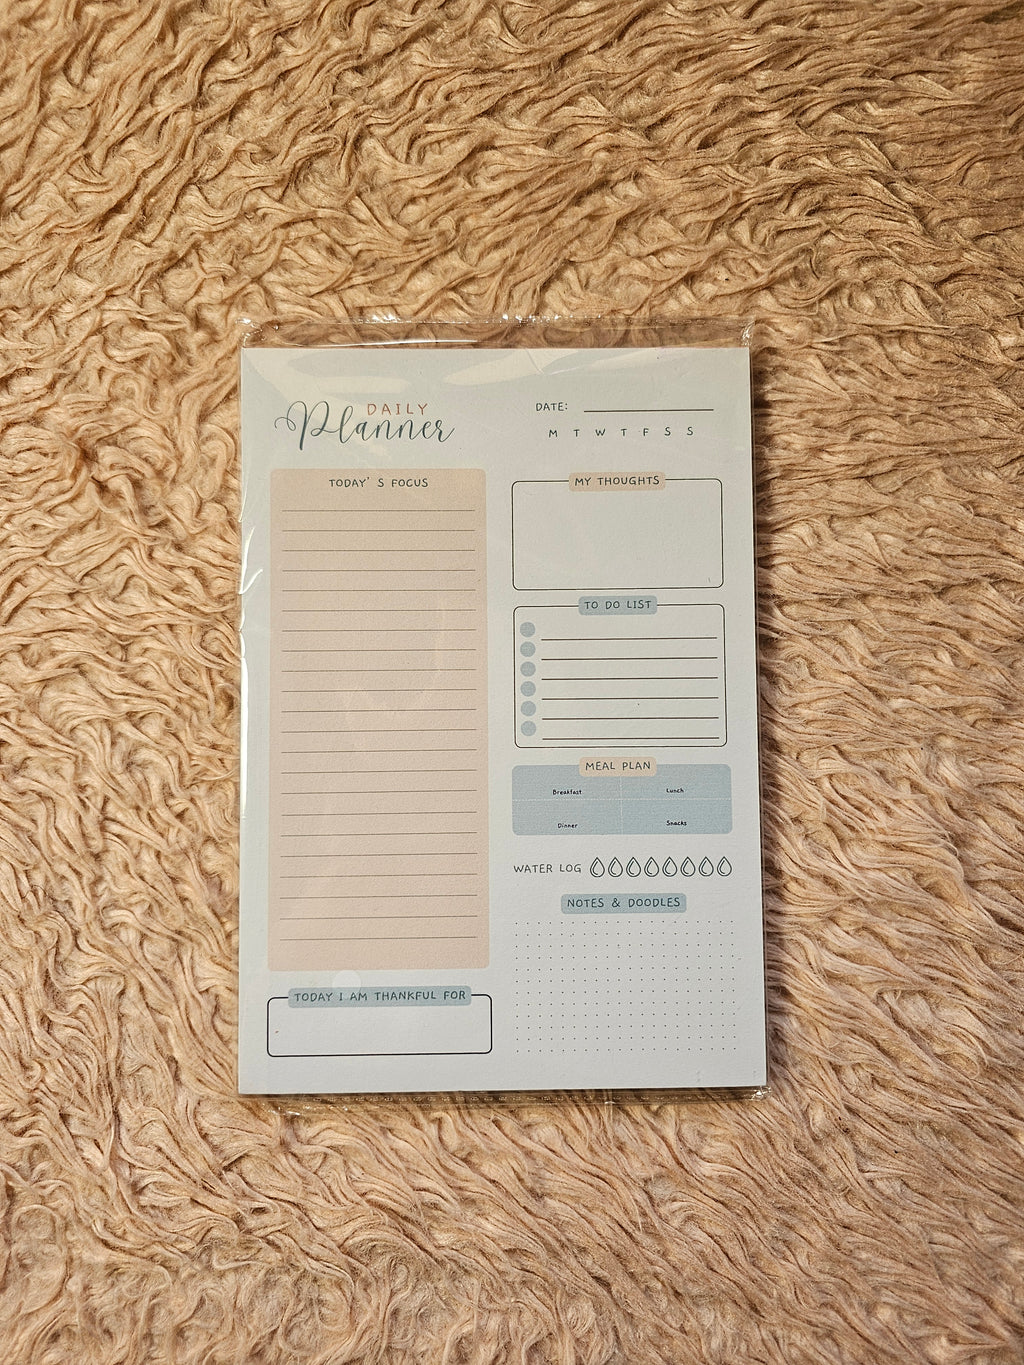 DAILY
Planner
DATE:
M T W T F S S
TODAY' S FOCUS
MY THOUGHTS
TO DO LIST
MEAL PLAN
Breakfast
Lunch
Dinner
Snacks
WATER LOG
NOTES & DOODLES
TODAY I AM THANKFUL FOR